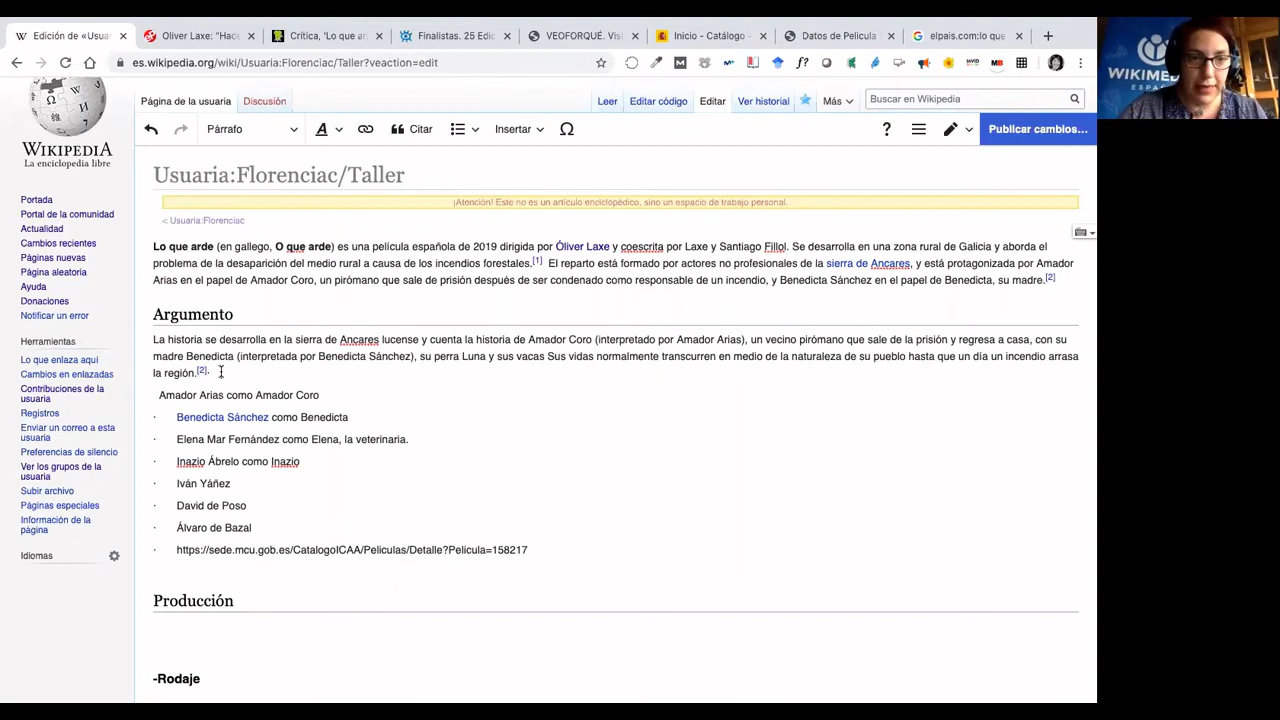 Edición de «Usua
Oliver Laxe: "Hace
Crítica, 'Lo que ar
Finalistas. 25 Edic
VEOFORQUÉ. Vis
Inicio - Catálogo
Datos de Pelicula
elpais.com:lo que
es.wikipedia.org/wiki/Usuaria:Florenciac/Taller?veaction=edit
WIKIMED
ESPAÑ
WIKIPEDIA
La enciclopedia libre
Página de la usuaria
Discusión
Leer
Editar código
Editar
Ver historial
Más
Buscar en Wikipedia
Párrafo
Citar
Insertar
Publicar cambios...
Portada
Portal de la comunidad
Actualidad
Cambios recientes
Páginas nuevas
Página aleatoria
Ayuda
Donaciones
Notificar un error
Herramientas
Lo que enlaza aquí
Cambios en enlazadas
Contribuciones de la
usuaria
Registros
Enviar un correo a esta
usuaria
Preferencias de silencio
Ver los grupos de la
usuaria
Subir archivo
Páginas especiales
Información de la
página
Idiomas
Usuaria:Florenciac/Taller
¡Atención! Este no es un artículo enciclopédico, sino un espacio de trabajo personal.
< Usuaria:Florenciac
Lo que arde (en gallego, O que arde) es una película española de 2019 dirigida por Óliver Laxe y coescrita por Laxe y Santiago Fillol. Se desarrolla en una zona rural de Galicia y aborda el
problema de la desaparición del medio rural a causa de los incendios forestales.[1] El reparto está formado por actores no profesionales de la sierra de Ancares, y está protagonizada por Amador
Arias en el papel de Amador Coro, un pirómano que sale de prisión después de ser condenado como responsable de un incendio, y Benedicta Sánchez en el papel de Benedicta, su madre.[2]
Argumento
La historia se desarrolla en la sierra de Ancares lucense y cuenta la historia de Amador Coro (interpretado por Amador Arias), un vecino pirómano que sale de la prisión y regresa a casa, con su
madre Benedicta (interpretada por Benedicta Sánchez), su perra Luna y sus vacas Sus vidas normalmente transcurren en medio de la naturaleza de su pueblo hasta que un día un incendio arrasa
la región.[2]·
Amador Arias como Amador Coro
· Benedicta Sánchez como Benedicta
· Elena Mar Fernández como Elena, la veterinaria.
· Inazio Ábrelo como Inazio
· Iván Yáñez
· David de Poso
· Álvaro de Bazal
· https://sede.mcu.gob.es/CatalogoICAA/Peliculas/Detalle?Pelicula=158217
Producción
-Rodaje